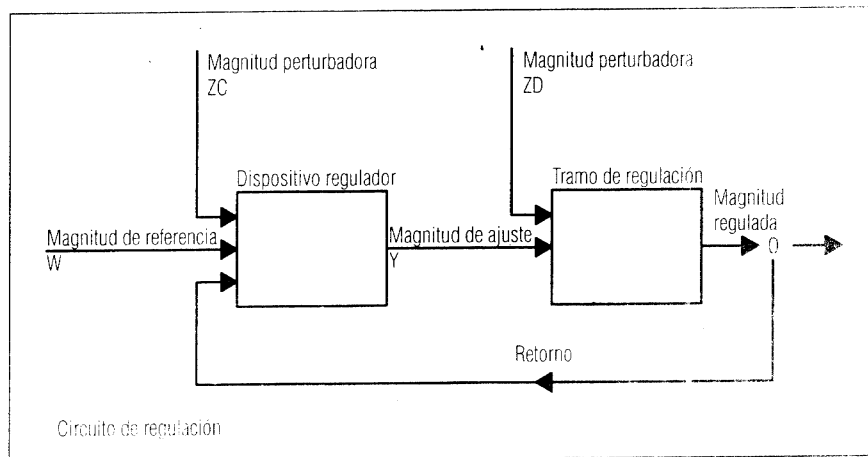 Magnitud perturbadora
ZC
Magnitud perturbadora
ZD
Dispositivo regulador
Tramo de regulación
Magnitud
regulada
Magnitud de referencia
W
Magnitud de ajuste
Y
Retorno
Circuito de regulación